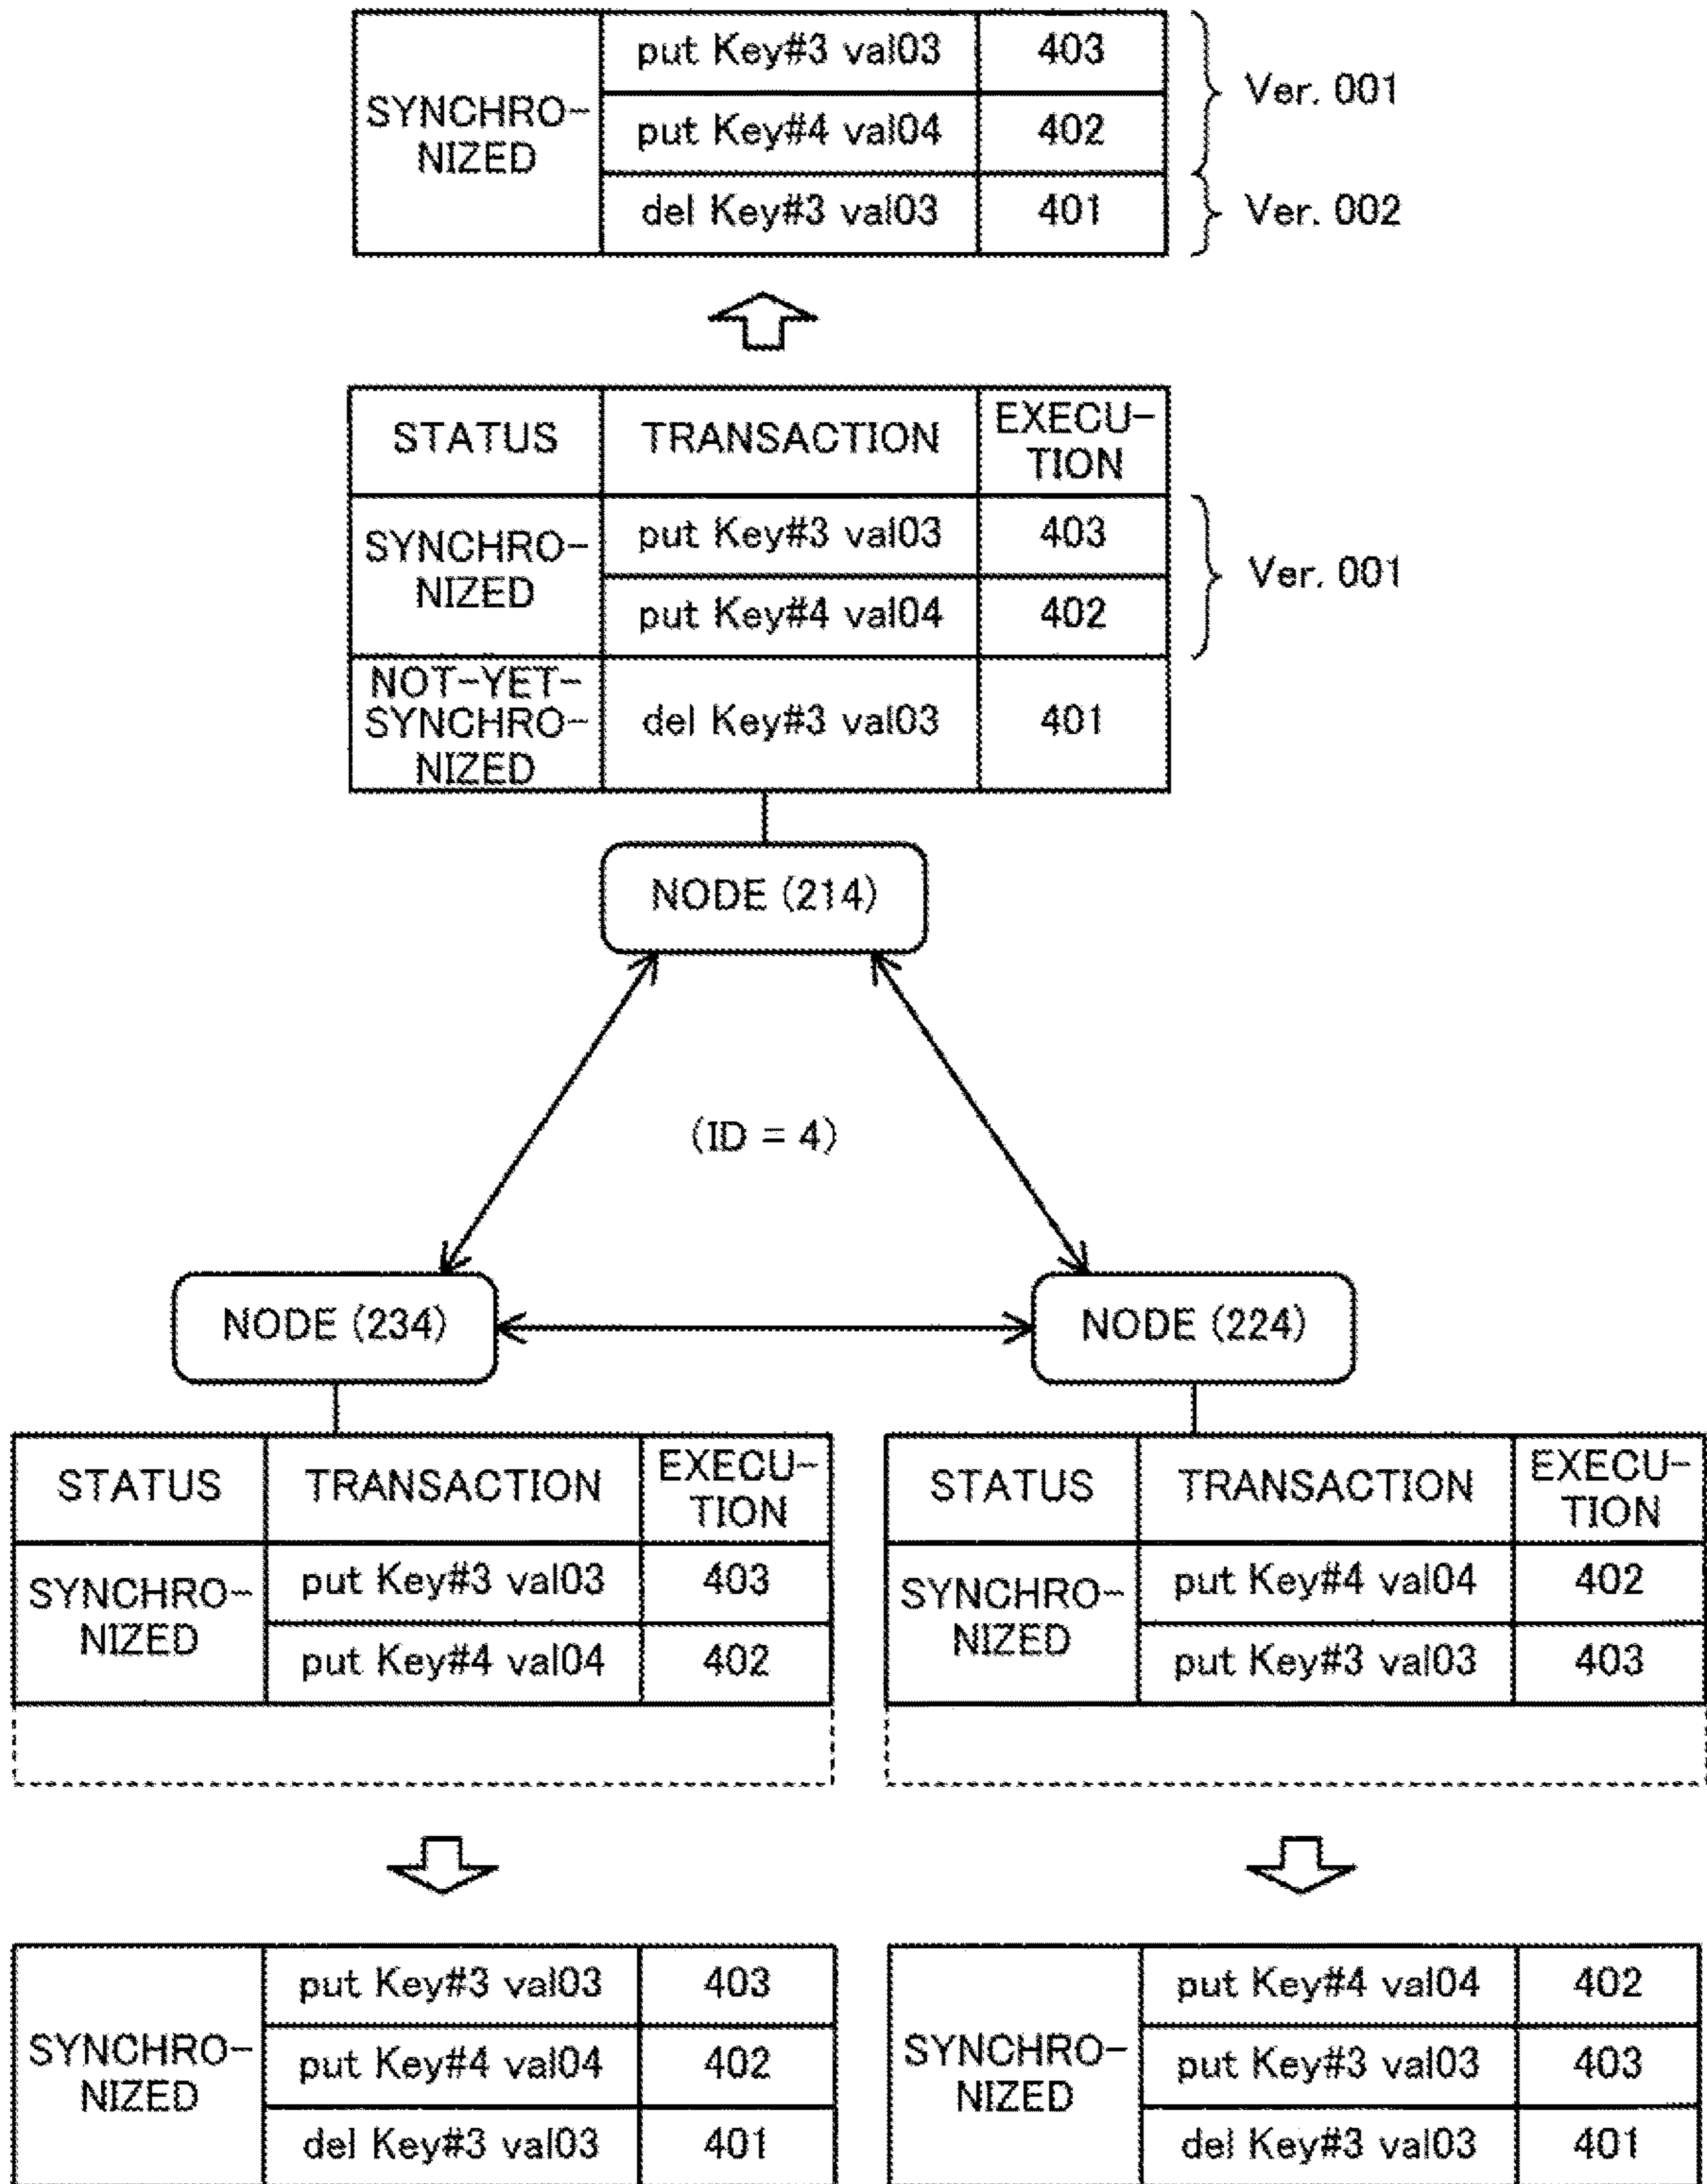 put Key#3 val03 403
Ver. 001
SYNCHRO-
NIZED
put Key#4 val04 402
del Key#3 val03 401
Ver. 002
STATUS TRANSACTION EXECU-
TION
SYNCHRO-
NIZED
put Key#3 val03 403
Ver. 001
put Key#4 val04 402
NOT-YET-
SYNCHRO-
NIZED
del Key#3 val03 401
NODE (214)
(ID = 4)
NODE (234)
NODE (224)
STATUS TRANSACTION EXECU-
TION
SYNCHRO-
NIZED
put Key#3 val03 403
put Key#4 val04 402
STATUS TRANSACTION EXECU-
TION
SYNCHRO-
NIZED
put Key#4 val04 402
put Key#3 val03 403
SYNCHRO-
NIZED
put Key#3 val03 403
put Key#4 val04 402
del Key#3 val03 401
SYNCHRO-
NIZED
put Key#4 val04 402
put Key#3 val03 403
del Key#3 val03 401